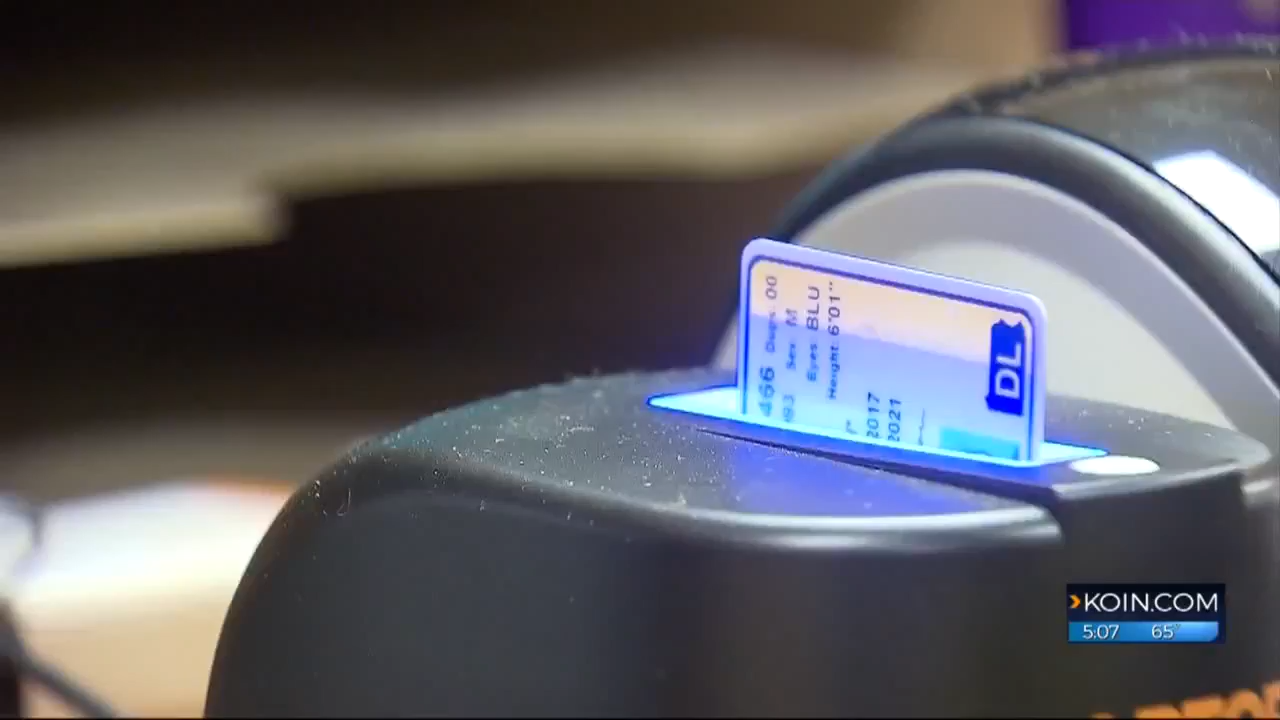 466 Dups 00
Sex M
Eyes BLU
Height 6'01"
2017
2021
DL
KOIN.COM
5:07 65°